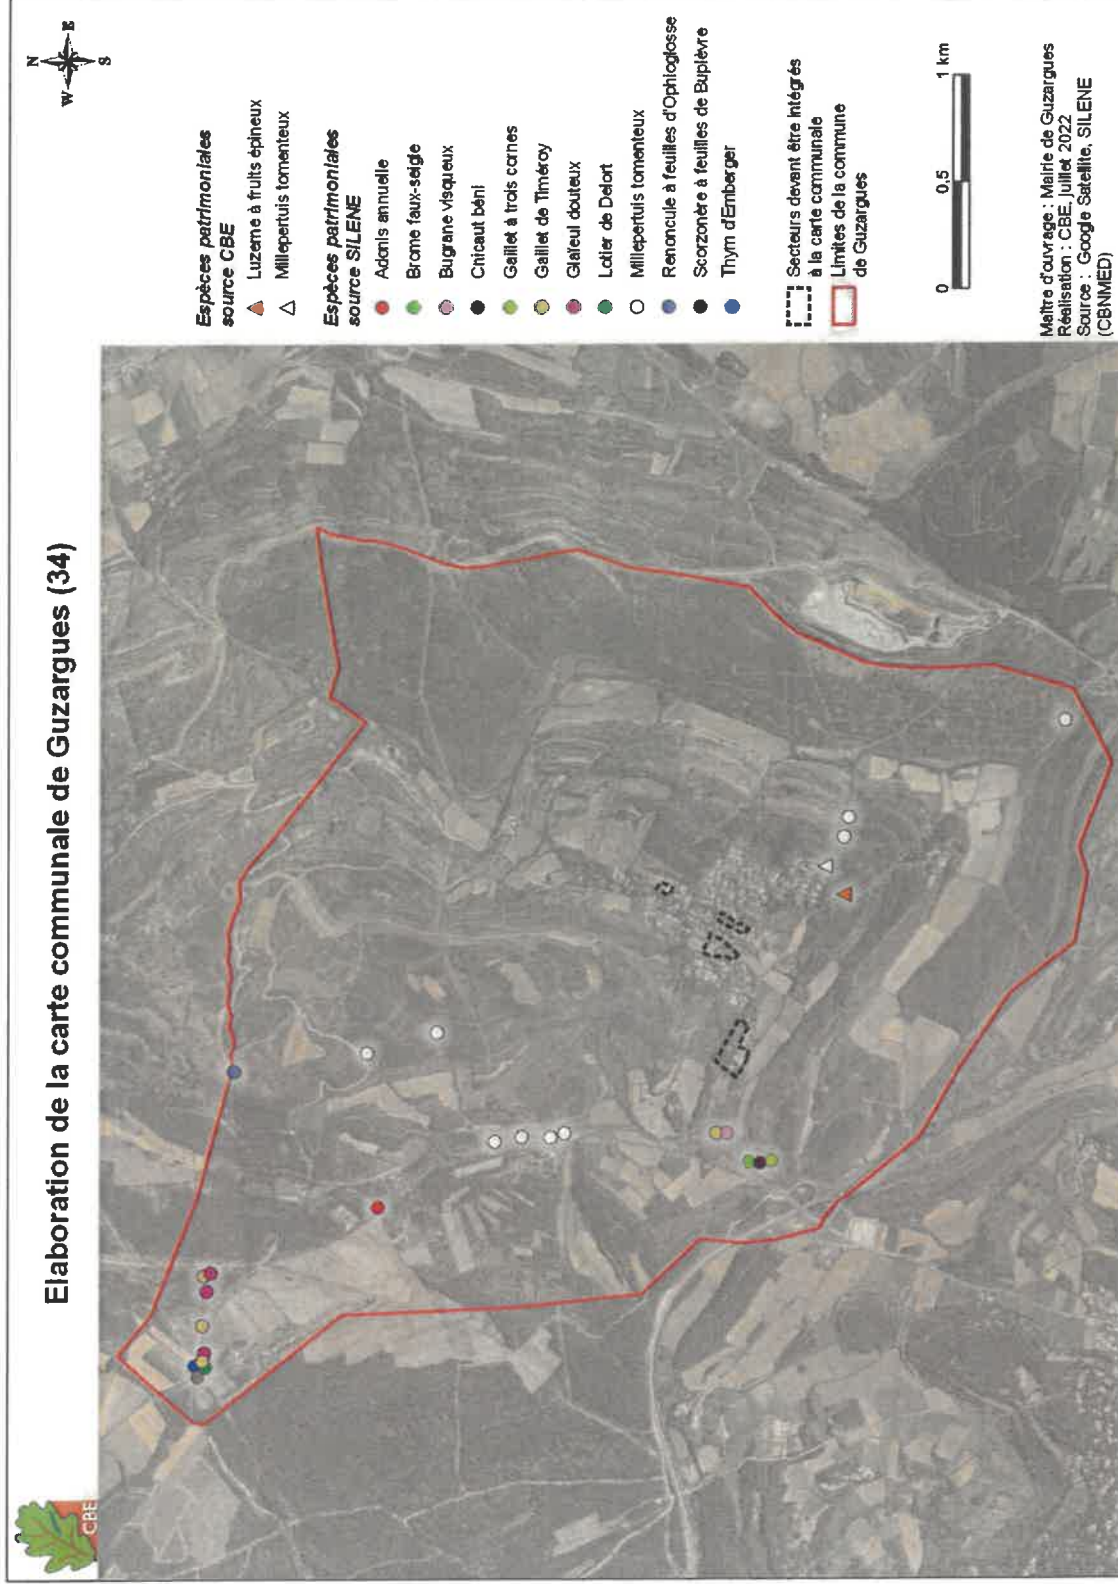 Elaboration de la carte communale de Guzargues (34)
CBE
N
W
E
S
Espèces patrimoniales
source CBE
Luzerne à fruits épineux
Millepertuis tomenteux
Espèces patrimoniales
source SILENE
Adonis annuelle
Brome faux-seigle
Bugrane visqueux
Chicaut béni
Gaillet à trois cornes
Gaillet de Timéroy
Glaïeul douteux
Lotier de Delort
Millepertuis tomenteux
Renoncule à feuilles d'Ophioglosse
Scorzonère à feuilles de Buplèvre
Thym d'Emberger
Secteurs devant être intégrés
à la carte communale
Limites de la commune
de Guzargues
0 0,5 1 km
Maître d'ouvrage : Mairie de Guzargues
Réalisation : CBE, juillet 2022
Source : Google Satellite, SILENE
(CBNMED)